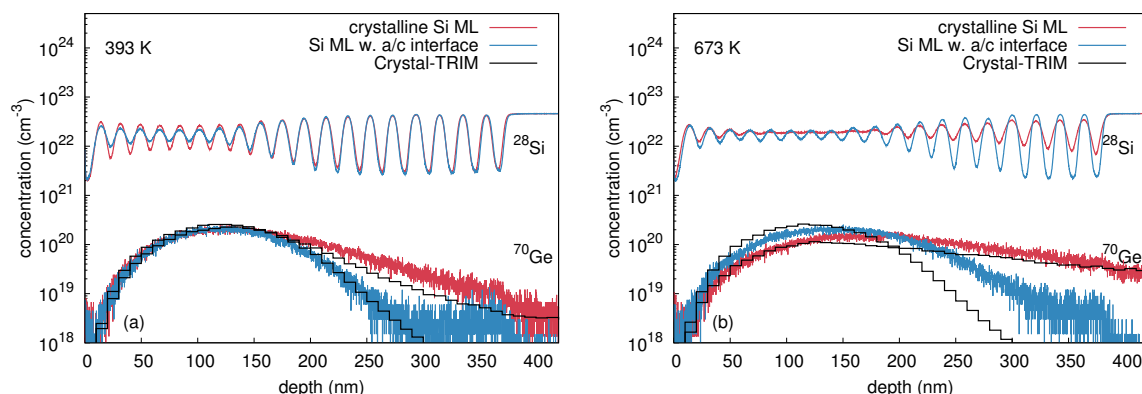 crystalline Si ML
Si ML w. a/c interface
Crystal-TRIM
393 K
10^24
10^23
10^22
10^21
10^20
10^19
10^18
concentration (cm^-3)
^28Si
^70Ge
(a)
0 50 100 150 200 250 300 350 400
depth (nm)
crystalline Si ML
Si ML w. a/c interface
Crystal-TRIM
673 K
10^24
10^23
10^22
10^21
10^20
10^19
10^18
concentration (cm^-3)
^28Si
^70Ge
(b)
0 50 100 150 200 250 300 350 400
depth (nm)